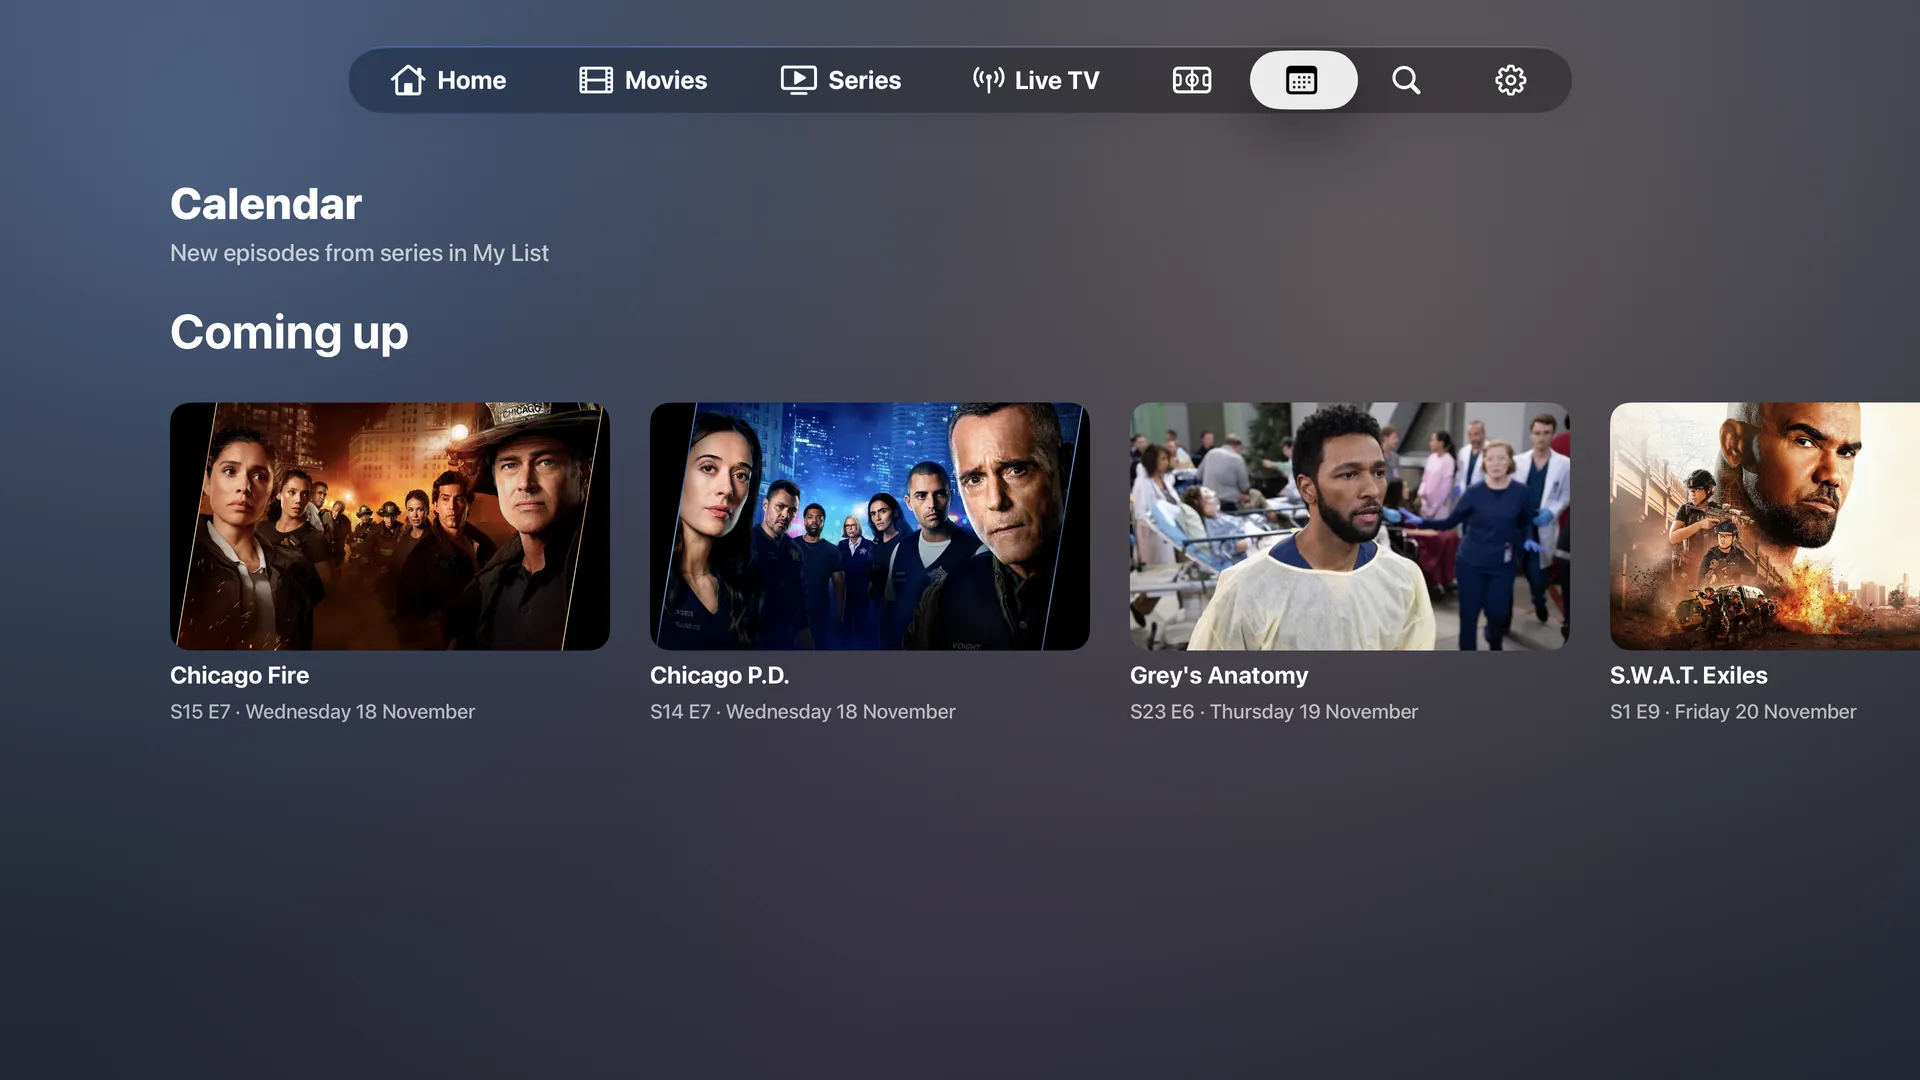 Home
Movies
Series
Live TV
Calendar
New episodes from series in My List
Coming up
CHICAGO
VOIGHT
Chicago Fire
S15 E7 · Wednesday 18 November
Chicago P.D.
S14 E7 · Wednesday 18 November
Grey's Anatomy
S23 E6 · Thursday 19 November
S.W.A.T. Exiles
S1 E9 · Friday 20 November